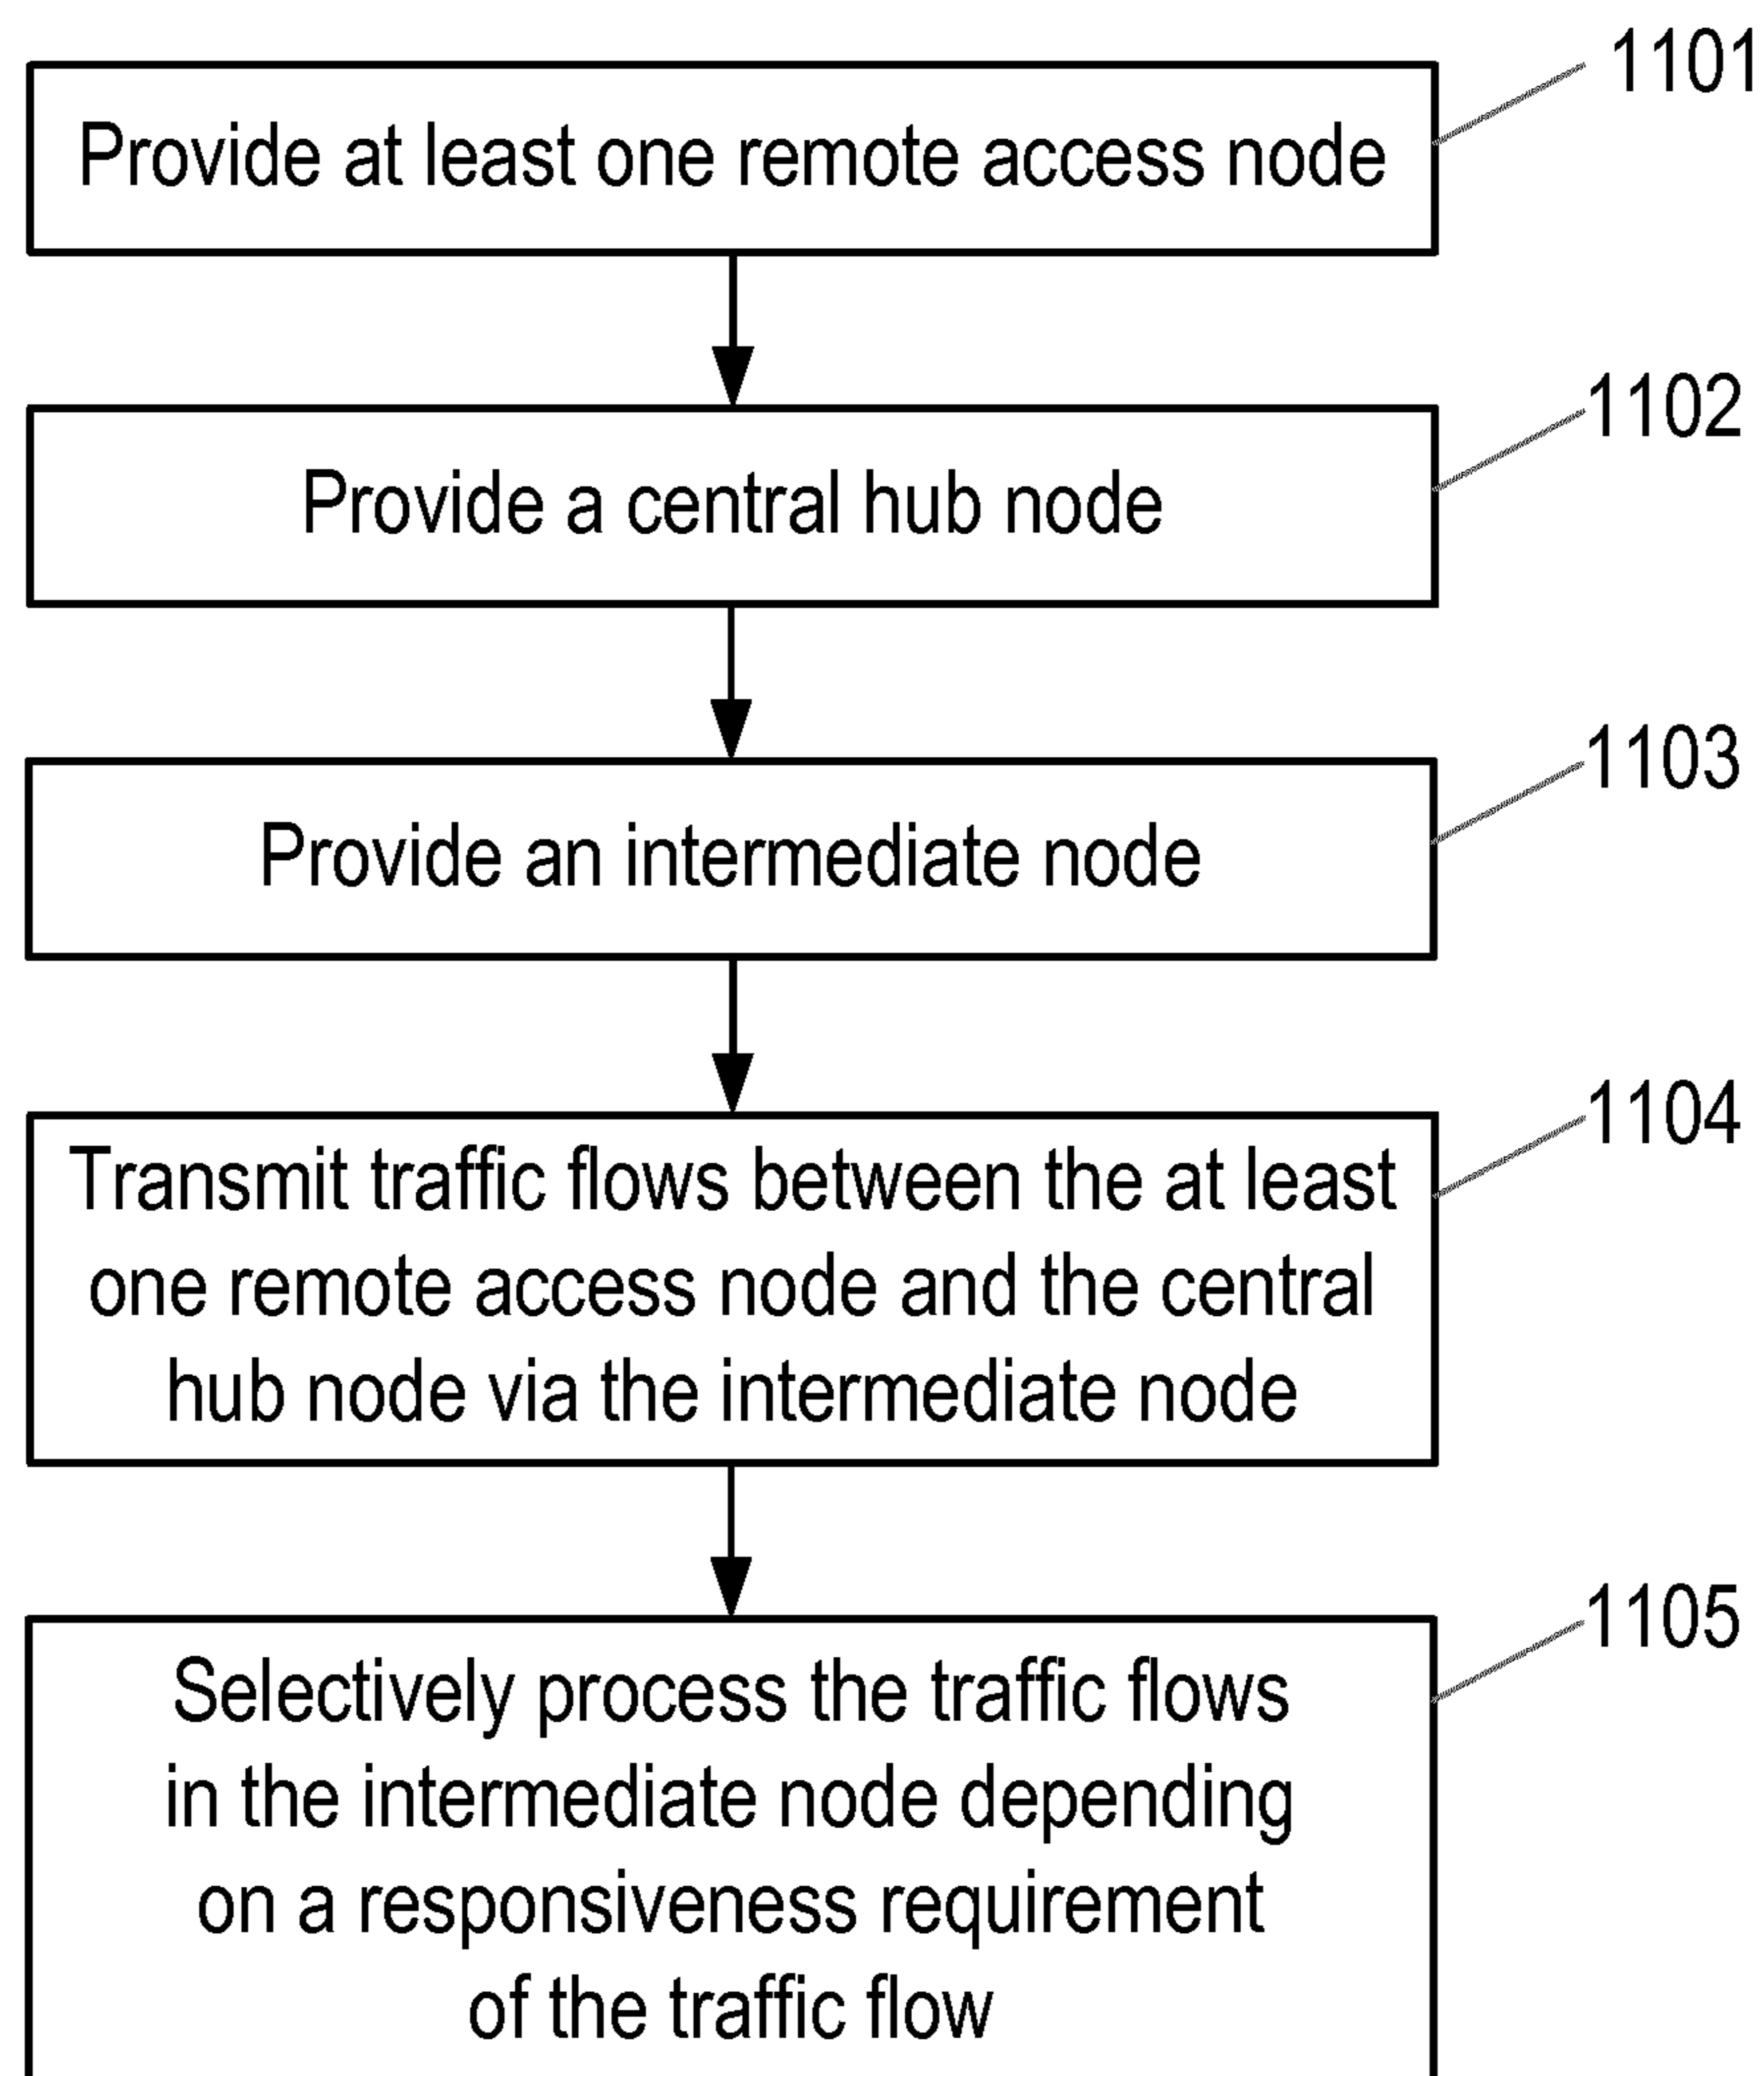 1101
Provide at least one remote access node
1102
Provide a central hub node
1103
Provide an intermediate node
1104
Transmit traffic flows between the at least
one remote access node and the central
hub node via the intermediate node
1105
Selectively process the traffic flows
in the intermediate node depending
on a responsiveness requirement
of the traffic flow